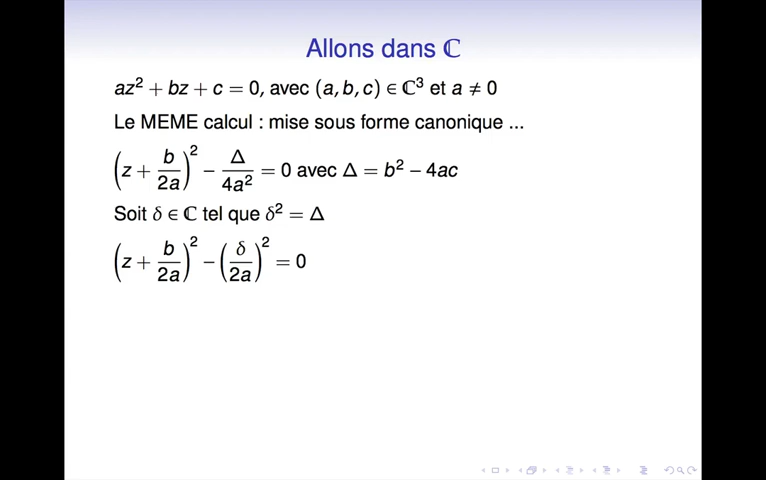 Allons dans ℂ
az² + bz + c = 0, avec (a, b, c) ∈ ℂ³ et a ≠ 0
Le MEME calcul : mise sous forme canonique ...
(z + b/2a)² − Δ/4a² = 0 avec Δ = b² − 4ac
Soit δ ∈ ℂ tel que δ² = Δ
(z + b/2a)² − (δ/2a)² = 0